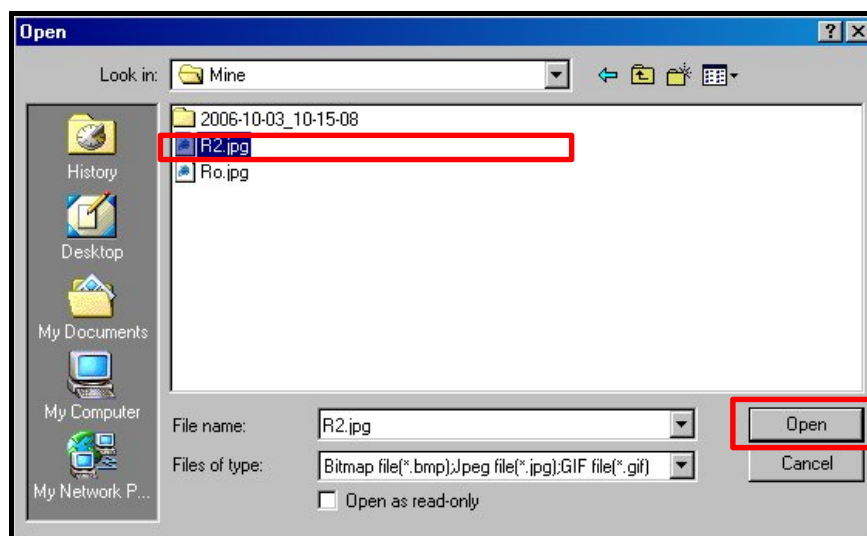 Open
Look in: Mine
2006-10-03_10-15-08
R2.jpg
Ro.jpg
History
Desktop
My Documents
My Computer
My Network P...
File name: R2.jpg Open
Files of type: Bitmap file(*.bmp);Jpeg file(*.jpg);GIF file(*.gif) Cancel
Open as read-only